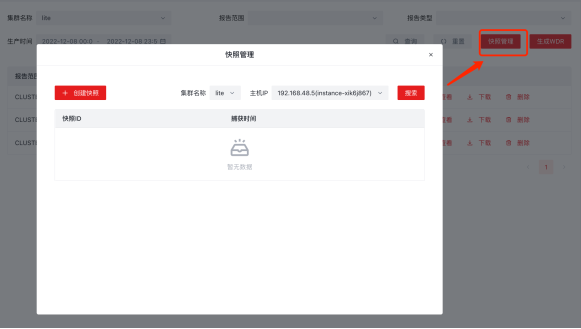 集群名称 lite 报告范围 报告类型
生产时间 2022-12-08 00:0 - 2022-12-08 23:5 查询 重置 快照管理 生成WDR
快照管理 ×
报告范围
+ 创建快照 集群名称 lite 主机IP 192.168.48.5(instance-xik6j867) 搜索
CLUSTE 下载 删除
快照ID 捕获时间
CLUSTE 下载 删除
CLUSTE 下载 删除
暂无数据
1